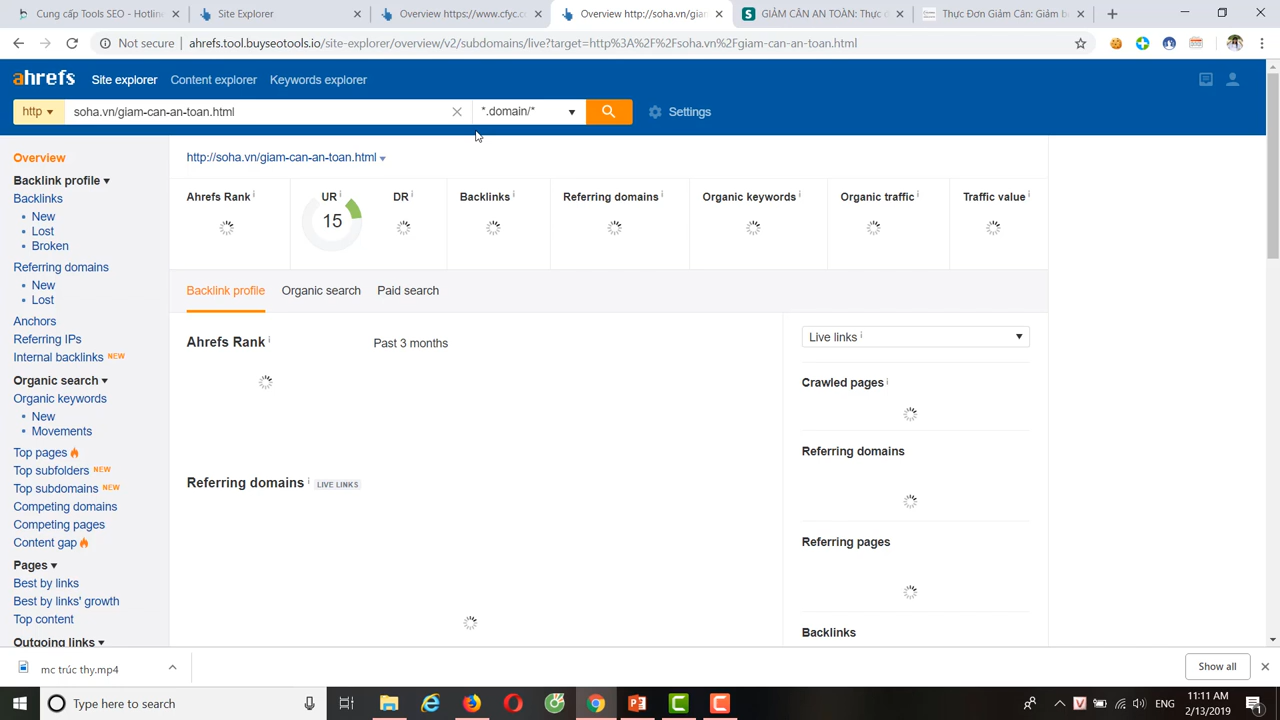 Cung cấp Tools SEO - Hotline
Site Explorer
Overview https://www.cfyc.c
Overview http://soha.vn/giam
GIẢM CÂN AN TOÀN: Thực đ
Thực Đơn Giảm Cân: Giảm b
Not secure
ahrefs.tool.buyseotools.info/site-explorer/overview/v2/subdomains/live?target=http%3A%2F%2Fsoha.vn%2Fgiam-can-an-toan.html
ahrefs
Site explorer
Content explorer
Keywords explorer
http
soha.vn/giam-can-an-toan.html
*.domain/*
Settings
Overview
http://soha.vn/giam-can-an-toan.html
Backlink profile
Backlinks
New
Lost
Broken
Referring domains
New
Lost
Anchors
Referring IPs
Internal backlinks NEW
Organic search
Organic keywords
New
Movements
Top pages
Top subfolders NEW
Top subdomains NEW
Competing domains
Competing pages
Content gap
Pages
Best by links
Best by links' growth
Top content
Outgoing links
Ahrefs Rank
UR
15
DR
Backlinks
Referring domains
Organic keywords
Organic traffic
Traffic value
Backlink profile
Organic search
Paid search
Ahrefs Rank
Past 3 months
Referring domains LIVE LINKS
Live links
Crawled pages
Referring domains
Referring pages
Backlinks
mc trúc thy.mp4
Show all
Type here to search
ENG
11:11 AM
2/13/2019
1